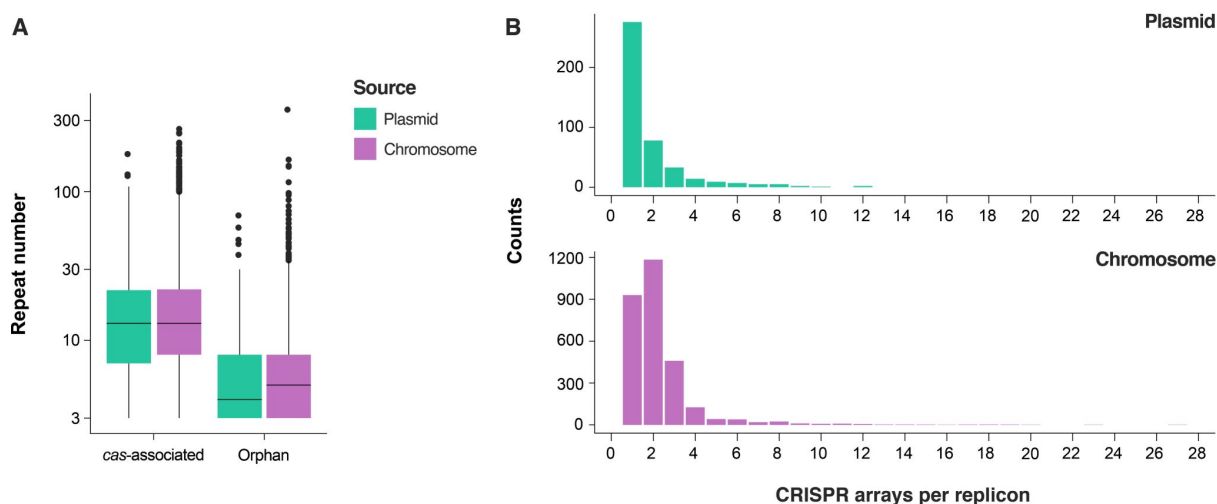 A
Repeat number
300
100
30
10
3
cas-associated
Orphan
Source
Plasmid
Chromosome
B
Counts
Plasmid
200
100
0
0 2 4 6 8 10 12 14 16 18 20 22 24 26 28
Chromosome
1200
900
600
300
0
0 2 4 6 8 10 12 14 16 18 20 22 24 26 28
CRISPR arrays per replicon